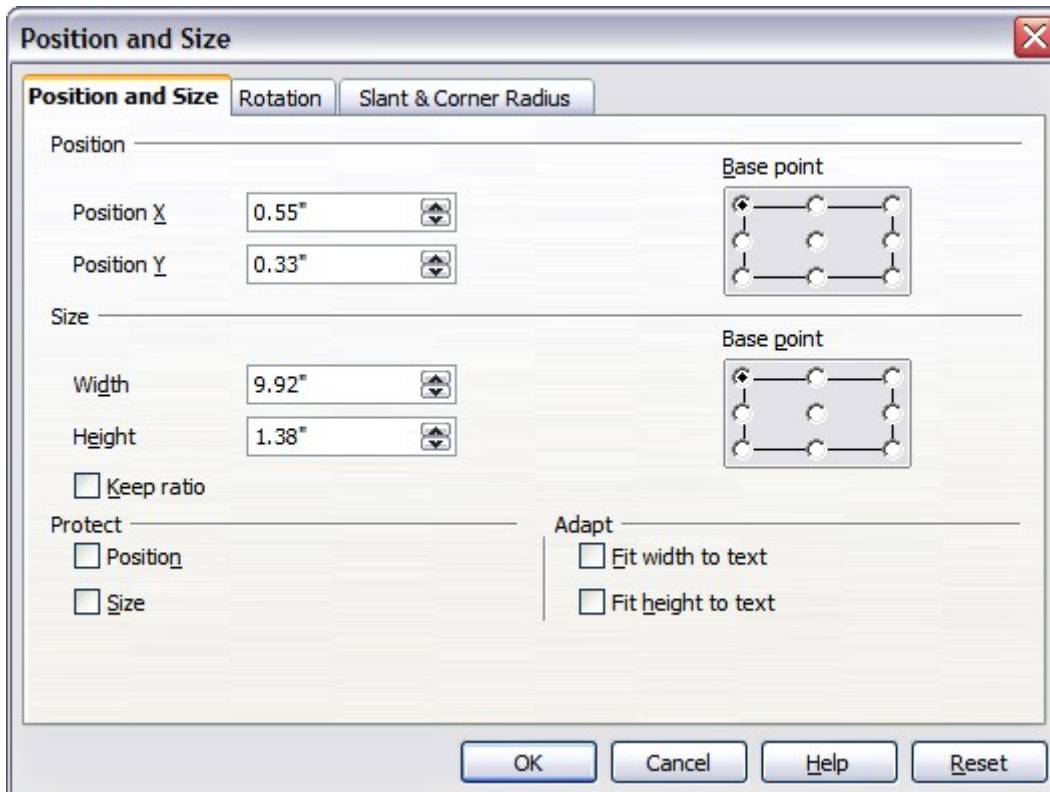 Position and Size
Position and Size Rotation Slant & Corner Radius
Position
Base point
Position X 0.55"
Position Y 0.33"
Size
Base point
Width 9.92"
Height 1.38"
Keep ratio
Protect Adapt
Position Fit width to text
Size Fit height to text
OK Cancel Help Reset